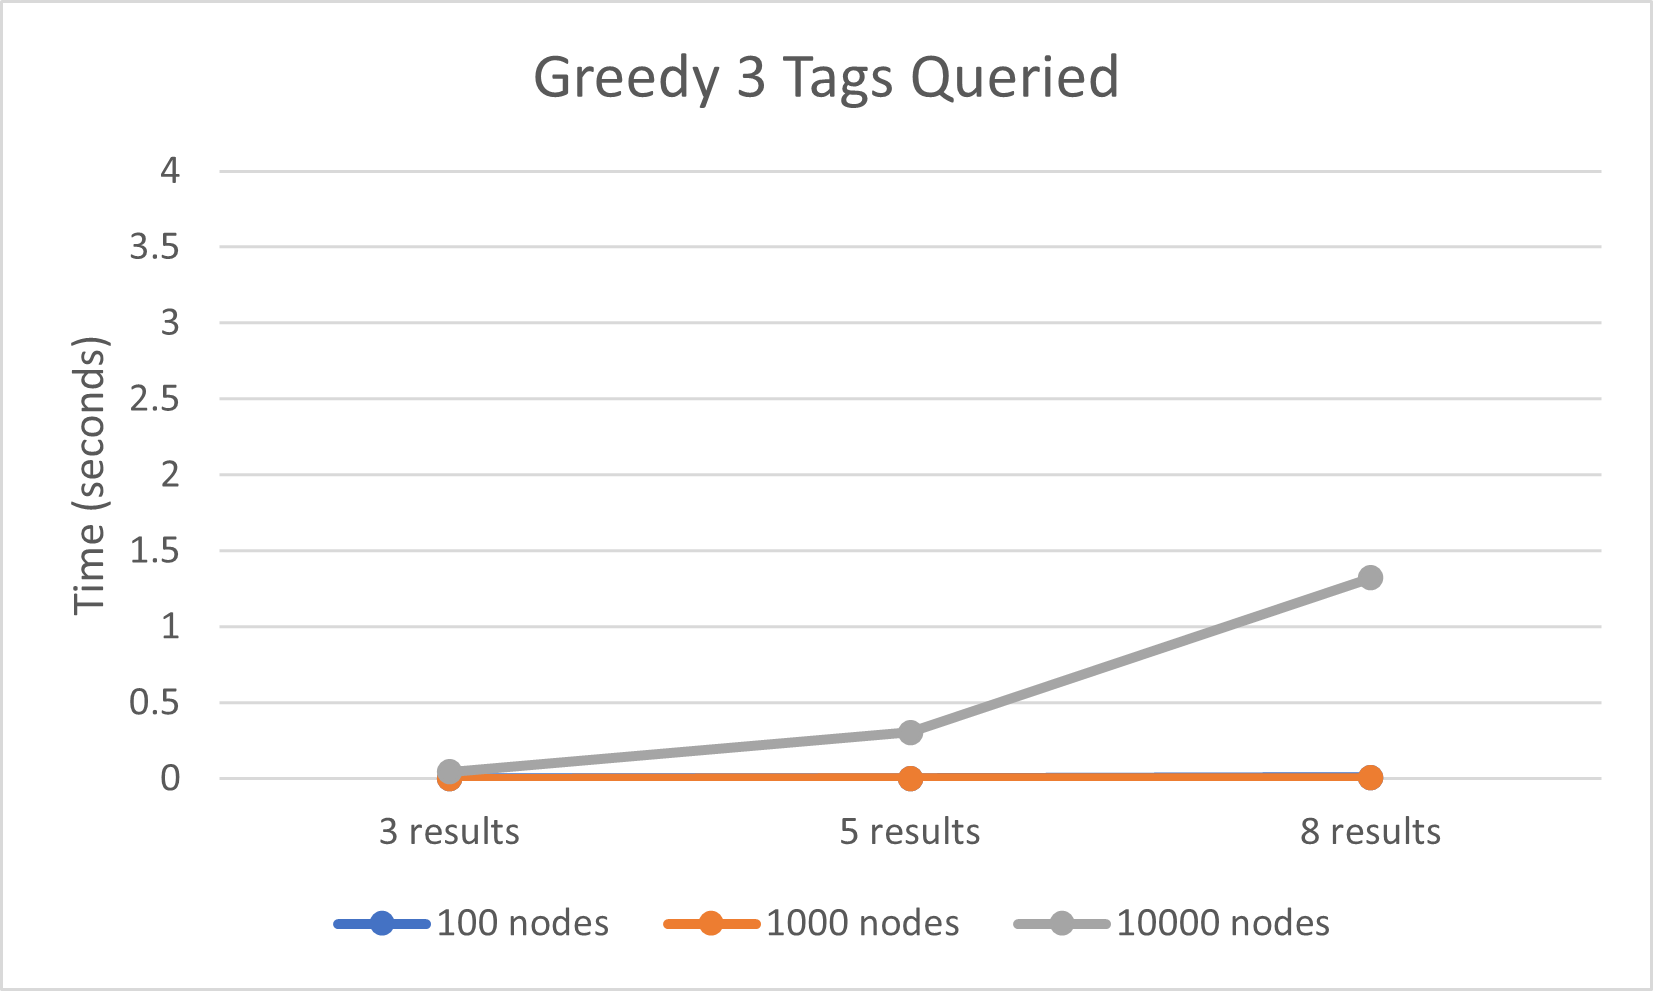 Greedy 3 Tags Queried
4
3.5
3
2.5
2
1.5
1
0.5
0
Time (seconds)
3 results 5 results 8 results
100 nodes 1000 nodes 10000 nodes